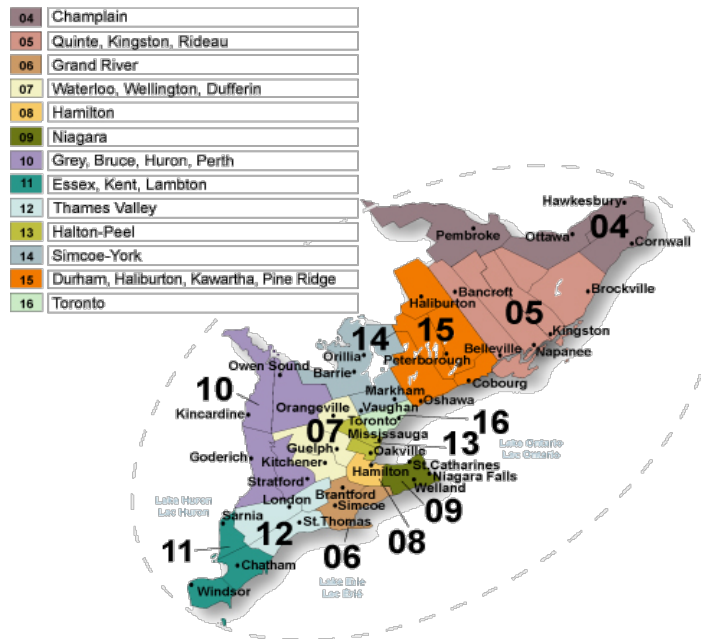 04 Champlain
05 Quinte, Kingston, Rideau
06 Grand River
07 Waterloo, Wellington, Dufferin
08 Hamilton
09 Niagara
10 Grey, Bruce, Huron, Perth
11 Essex, Kent, Lambton
12 Thames Valley
13 Halton-Peel
14 Simcoe-York
15 Durham, Haliburton, Kawartha, Pine Ridge
16 Toronto
Hawkesbury
04
Pembroke
Ottawa
Cornwall
Bancroft
Brockville
Haliburton
05
15
14
Kingston
Orillia
Belleville
Napanee
Peterborough
Owen Sound
Barrie
Cobourg
10
Markham
Oshawa
Orangeville
Vaughan
16
Kincardine
Toronto
07
Mississauga
13
Lake Ontario
Lac Ontario
Guelph
Oakville
Goderich
Kitchener
Hamilton
St.Catharines
Niagara Falls
Stratford
Welland
Brantford
Lake Huron
Lac Huron
London
Simcoe
09
Sarnia
St.Thomas
12
08
11
06
Chatham
Lake Erie
Lac Érié
Windsor